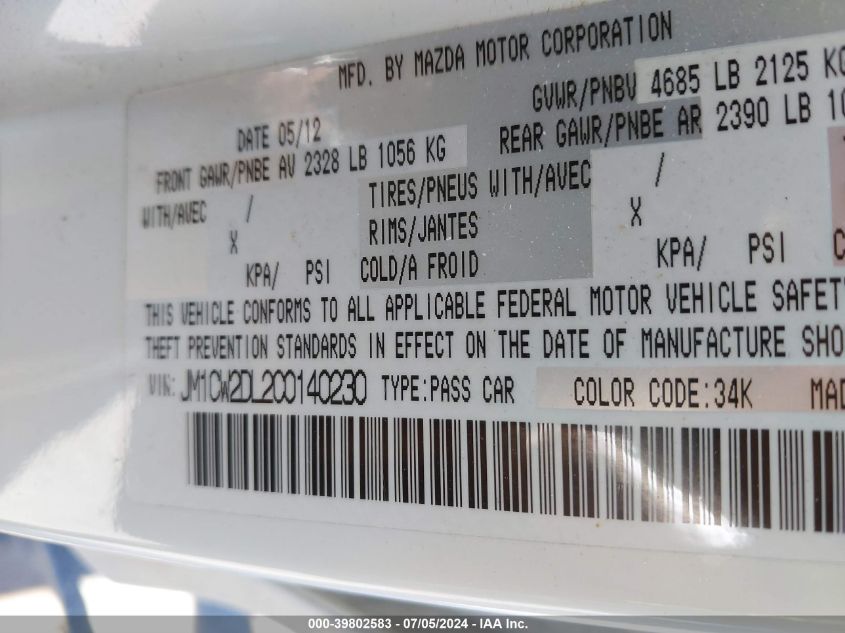 MFD. BY MAZDA MOTOR CORPORATION
DATE 05/12 GVWR/PNBV 4685 LB 2125 KG
FRONT GAWR/PNBE AV 2328 LB 1056 KG REAR GAWR/PNBE AR 2390 LB 10
WITH/AVEC / TIRES/PNEUS WITH/AVEC /
X RIMS/JANTES X
KPA/ PSI COLD/A FROID KPA/ PSI C
THIS VEHICLE CONFORMS TO ALL APPLICABLE FEDERAL MOTOR VEHICLE SAFETY
THEFT PREVENTION STANDARDS IN EFFECT ON THE DATE OF MANUFACTURE SHO
VIN: JM1CW2DL2C0140230 TYPE:PASS CAR COLOR CODE:34K MAD
000-39802583 - 07/05/2024 - IAA Inc.